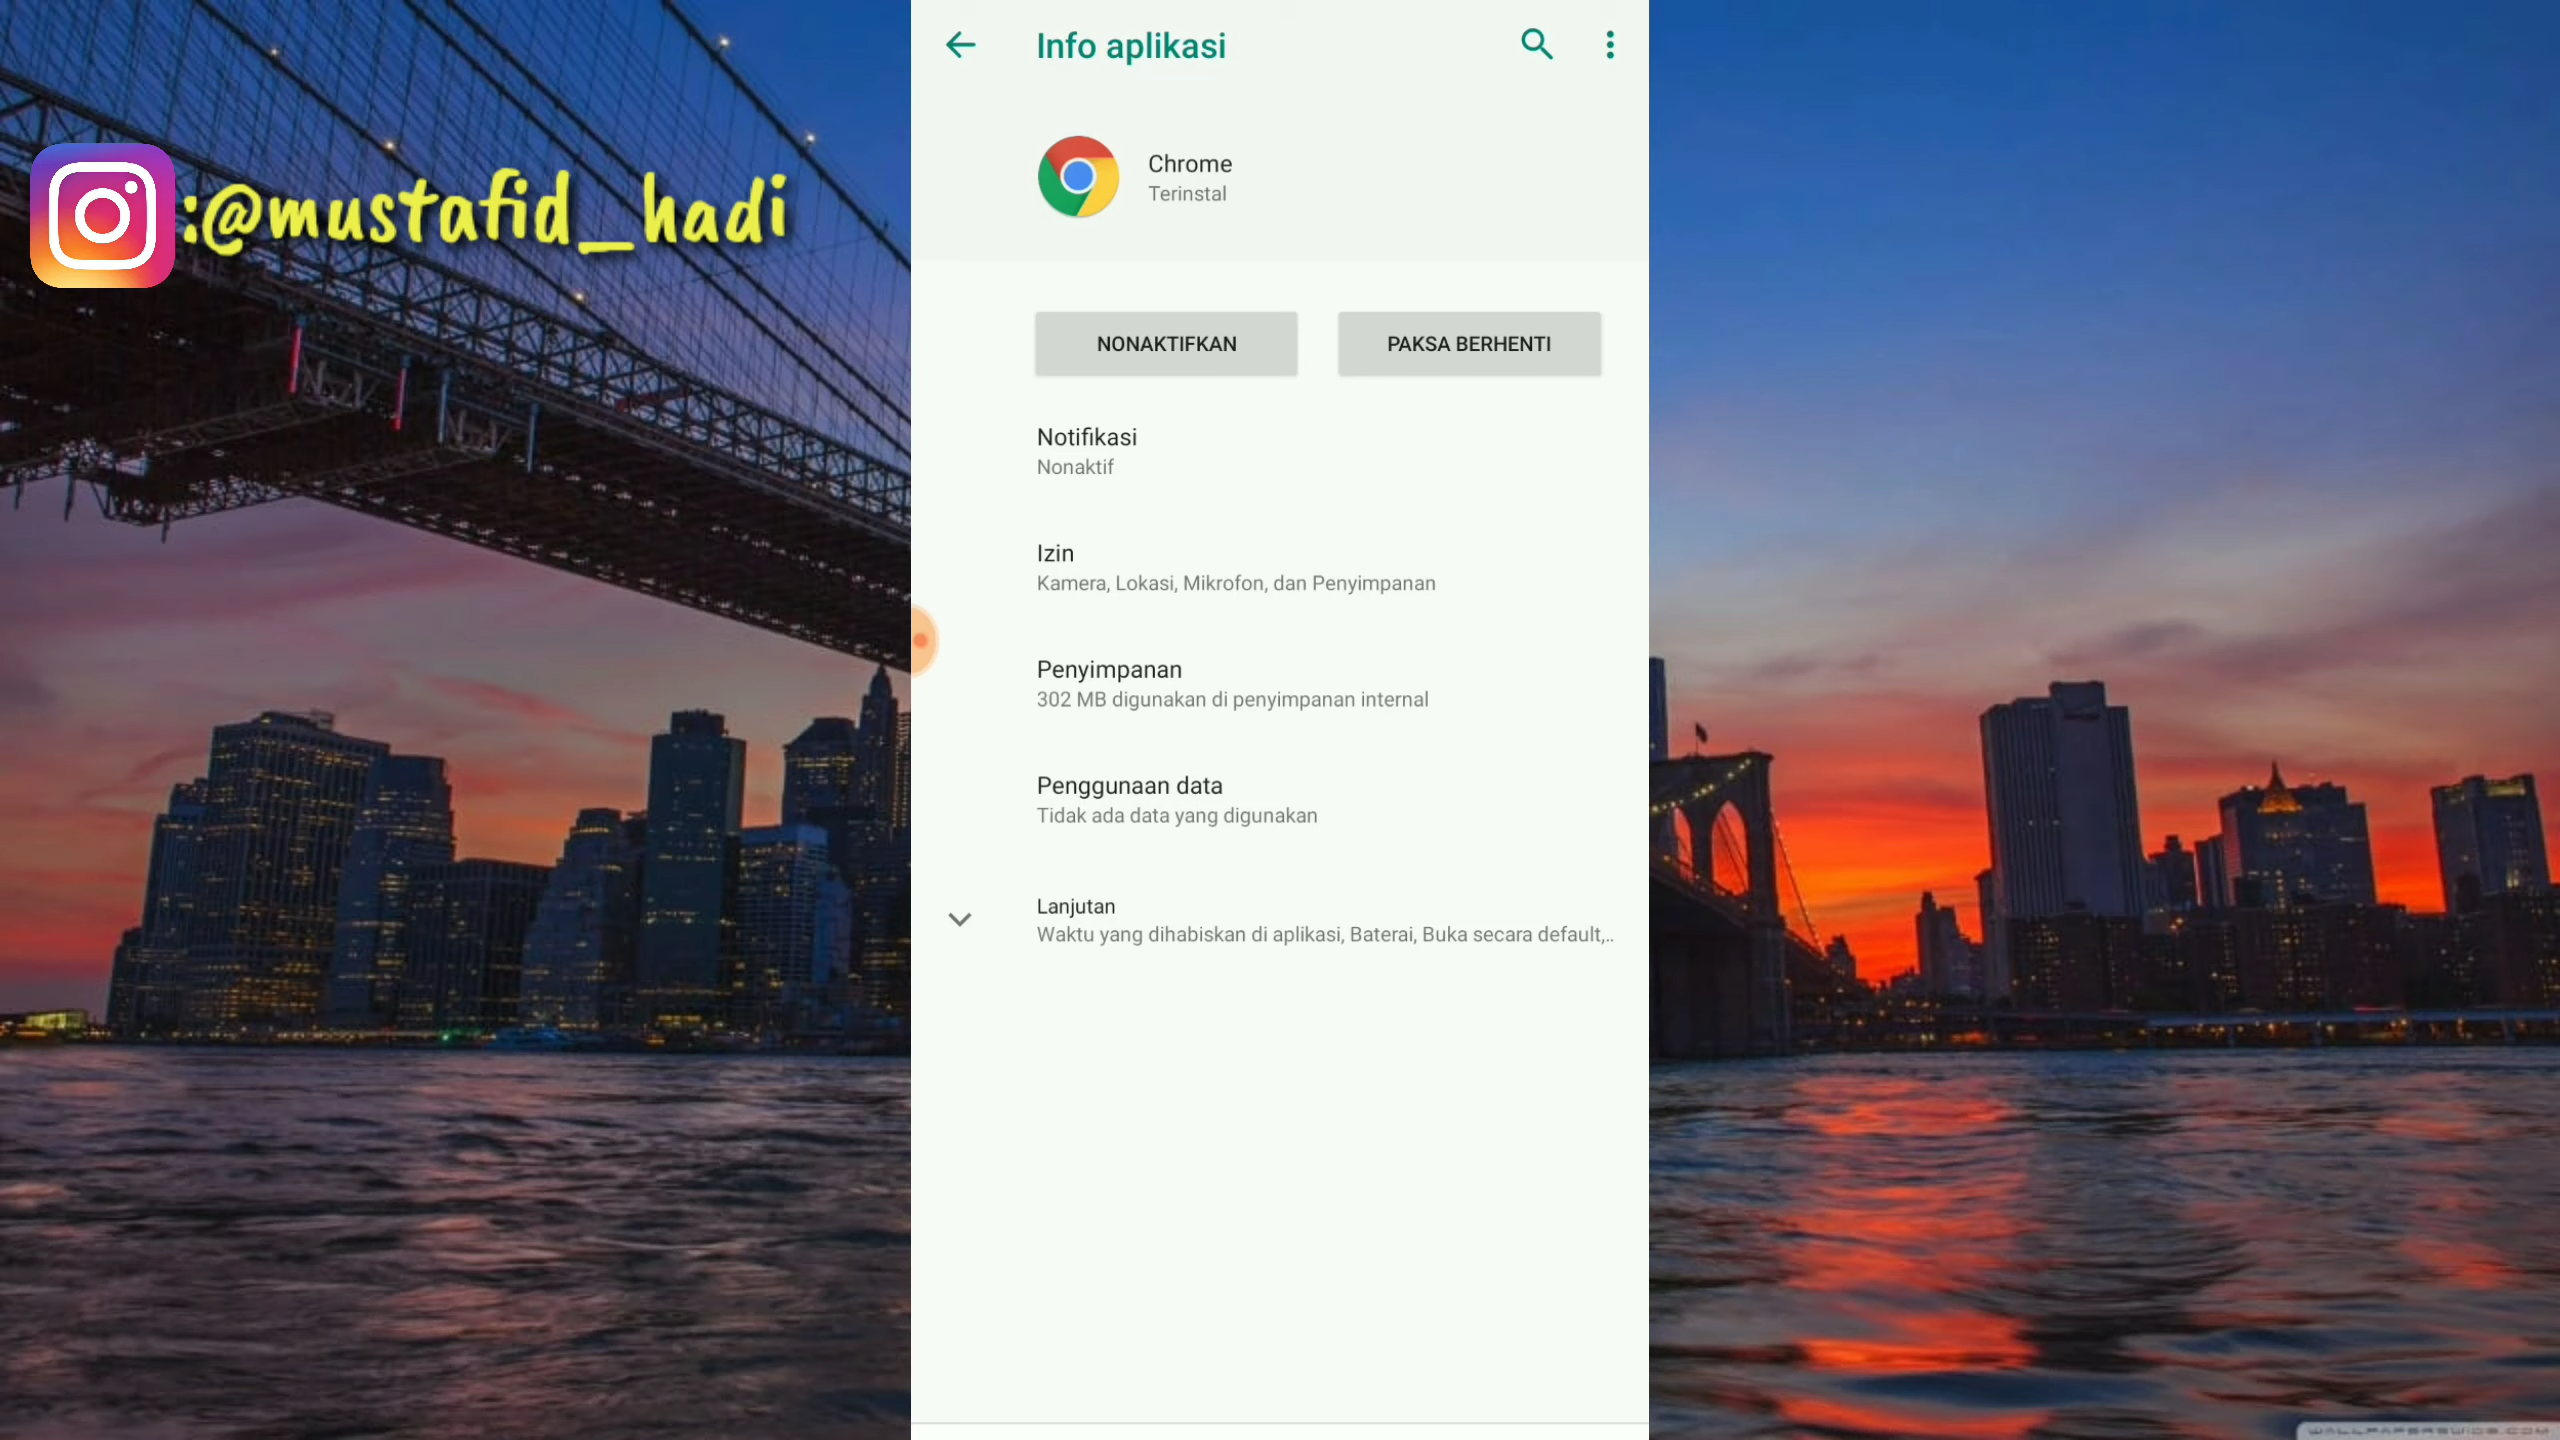 :@mustafid_hadi
Info aplikasi
Chrome
Terinstal
NONAKTIFKAN
PAKSA BERHENTI
Notifikasi
Nonaktif
Izin
Kamera, Lokasi, Mikrofon, dan Penyimpanan
Penyimpanan
302 MB digunakan di penyimpanan internal
Penggunaan data
Tidak ada data yang digunakan
Lanjutan
Waktu yang dihabiskan di aplikasi, Baterai, Buka secara default,..